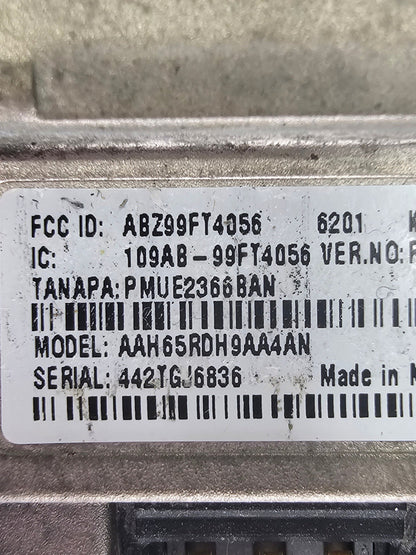 FCC ID: ABZ99FT4056 6201
IC: 109AB-99FT4056 VER.NO:
TANAPA:PMUE2366BAN
MODEL: AAH65RDH9AA4AN
SERIAL: 442TGJ6836 Made in